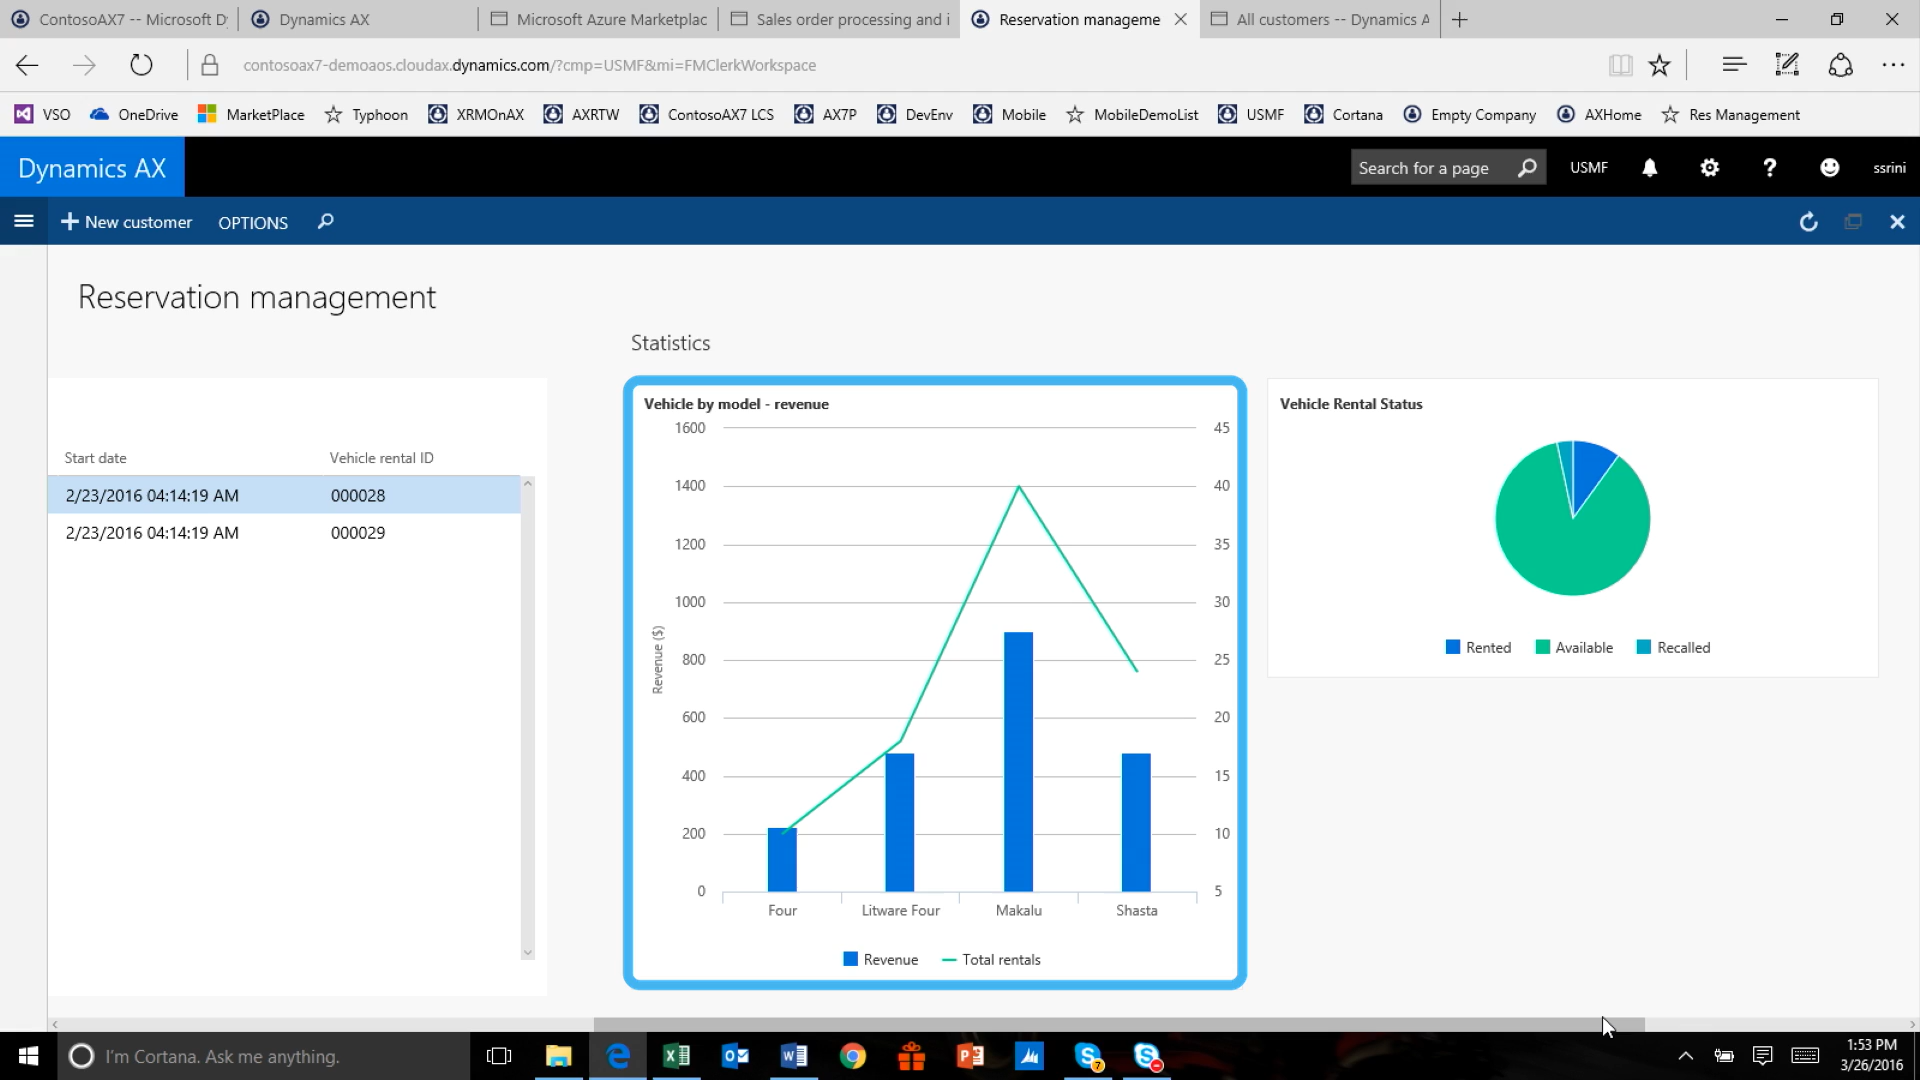 ContosoAX7 -- Microsoft Dy
Dynamics AX
Microsoft Azure Marketplac
Sales order processing and i
Reservation manageme
All customers -- Dynamics A
contosoax7-demoaos.cloudax.dynamics.com/?cmp=USMF&mi=FMClerkWorkspace
VSO
OneDrive
MarketPlace
Typhoon
XRMOnAX
AXRTW
ContosoAX7 LCS
AX7P
DevEnv
Mobile
MobileDemoList
USMF
Cortana
Empty Company
AXHome
Res Management
Dynamics AX
Search for a page
USMF
ssrini
New customer
OPTIONS
Reservation management
Statistics
Start date
Vehicle rental ID
2/23/2016 04:14:19 AM
000028
2/23/2016 04:14:19 AM
000029
Vehicle by model - revenue
1600
45
1400
40
1200
35
1000
30
800
25
600
20
400
15
200
10
0
5
Revenue ($)
Four
Litware Four
Makalu
Shasta
Revenue
Total rentals
Vehicle Rental Status
Rented
Available
Recalled
I'm Cortana. Ask me anything.
7
1:53 PM
3/26/2016